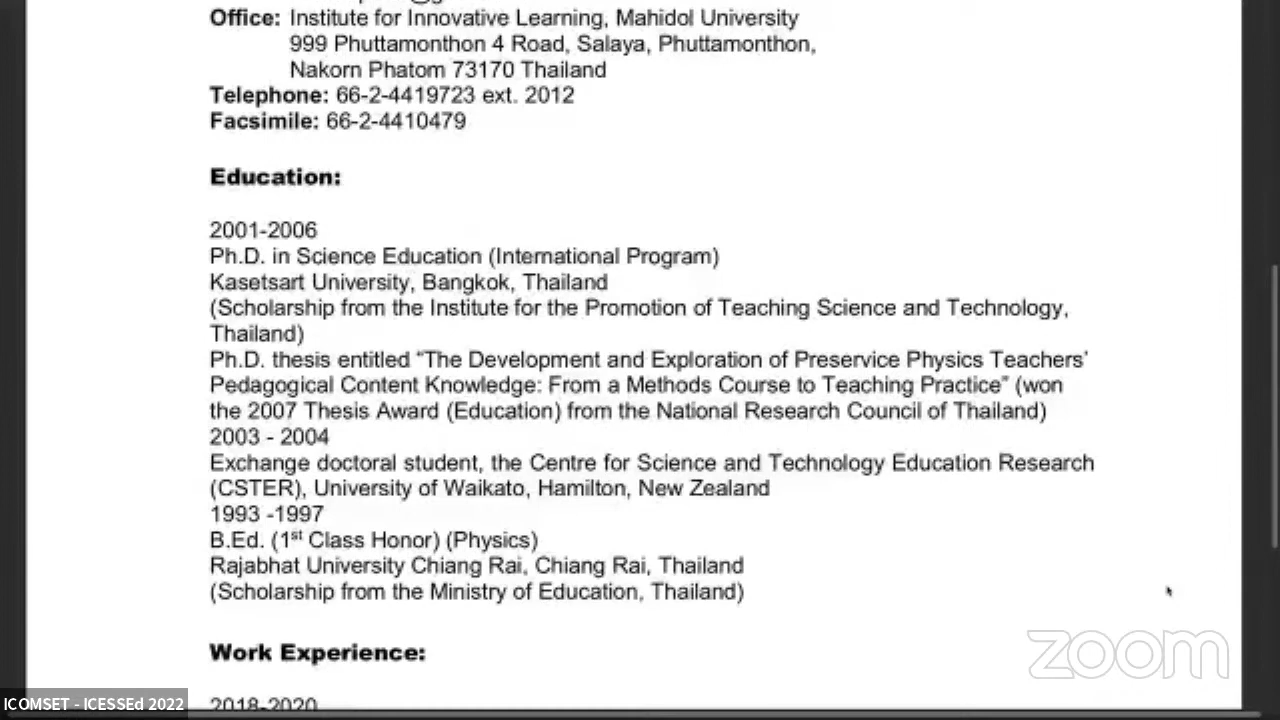 Office: Institute for Innovative Learning, Mahidol University
999 Phuttamonthon 4 Road, Salaya, Phuttamonthon,
Nakorn Phatom 73170 Thailand
Telephone: 66-2-4419723 ext. 2012
Facsimile: 66-2-4410479
Education:
2001-2006
Ph.D. in Science Education (International Program)
Kasetsart University, Bangkok, Thailand
(Scholarship from the Institute for the Promotion of Teaching Science and Technology,
Thailand)
Ph.D. thesis entitled “The Development and Exploration of Preservice Physics Teachers’
Pedagogical Content Knowledge: From a Methods Course to Teaching Practice” (won
the 2007 Thesis Award (Education) from the National Research Council of Thailand)
2003 - 2004
Exchange doctoral student, the Centre for Science and Technology Education Research
(CSTER), University of Waikato, Hamilton, New Zealand
1993 -1997
B.Ed. (1st Class Honor) (Physics)
Rajabhat University Chiang Rai, Chiang Rai, Thailand
(Scholarship from the Ministry of Education, Thailand)
Work Experience:
zoom
ICOMSET - ICESSEd 2022
2018-2020